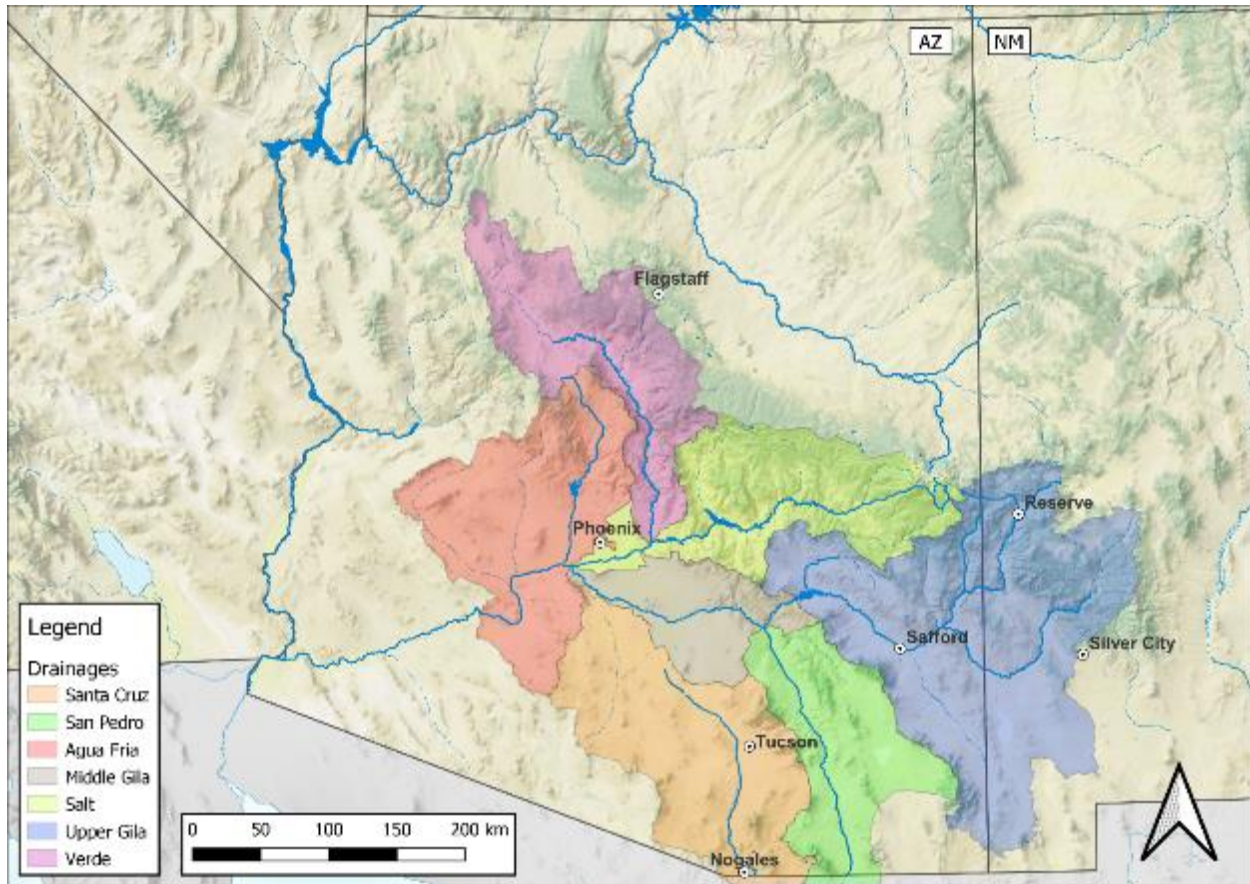 AZ NM
Flagstaff
Reserve
Phoenix
Safford
Silver City
Tucson
Nogales
Legend
Drainages
Santa Cruz
San Pedro
Agua Fria
Middle Gila
Salt
Upper Gila
Verde
0 50 100 150 200 km